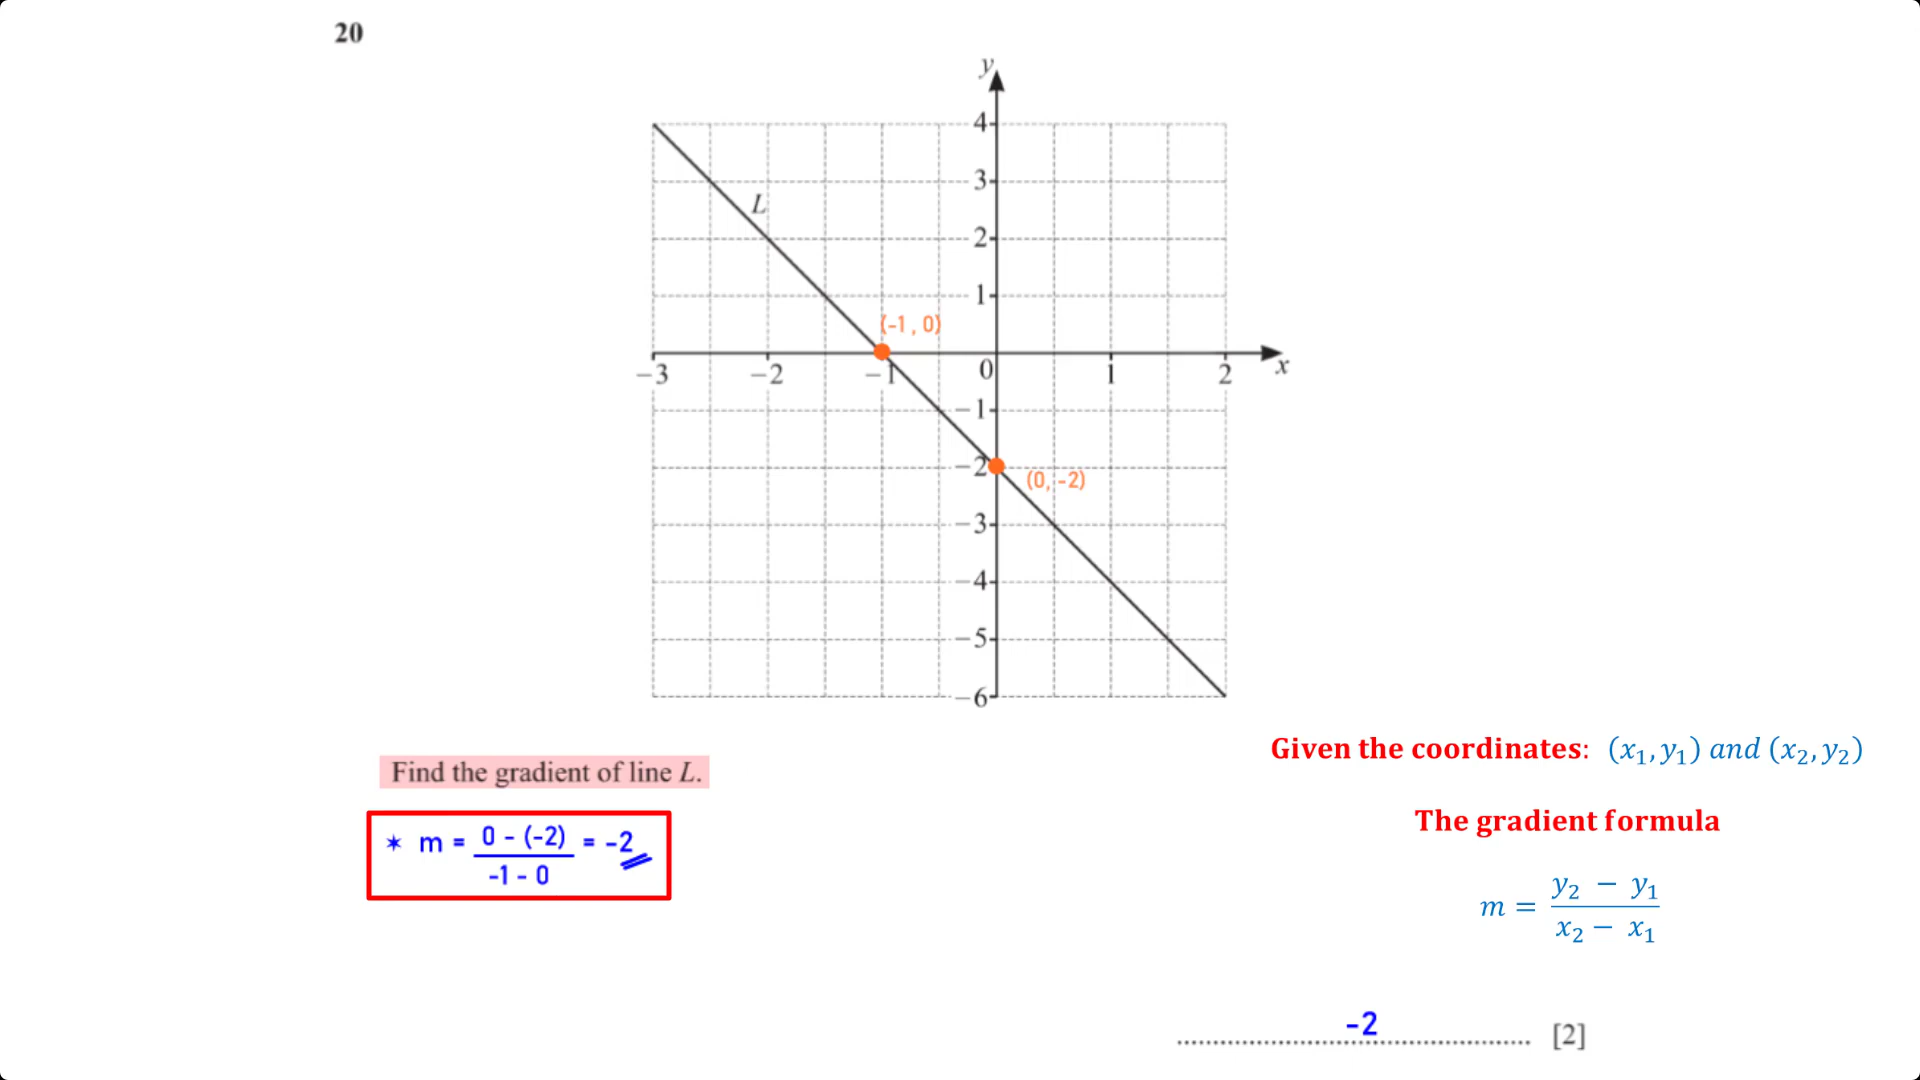 20
y
4
3
L
2
1
(-1 , 0)
−3 −2 −1 0 1 2 x
−1
−2
(0, -2)
−3
−4
−5
−6
Given the coordinates: (x₁, y₁) and (x₂, y₂)
Find the gradient of line L.
The gradient formula
* m = 0 - (-2) / -1 - 0 = -2
m = y₂ − y₁ / x₂ − x₁
-2
.................................................. [2]